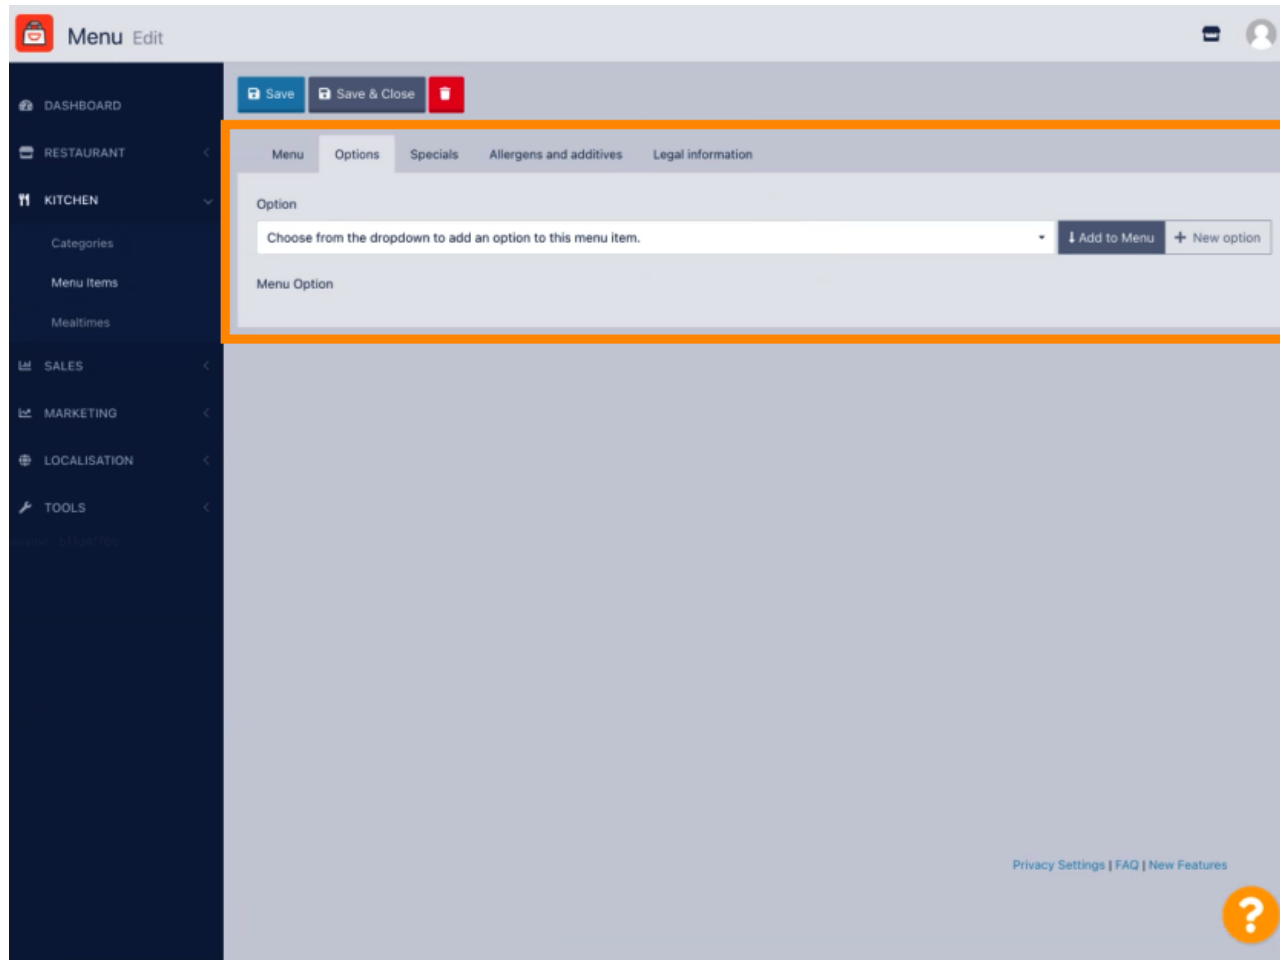 Menu Edit
Save Save & Close
DASHBOARD
RESTAURANT
KITCHEN
Categories
Menu Items
Mealtimes
SALES
MARKETING
LOCALISATION
TOOLS
Menu Options Specials Allergens and additives Legal information
Option
Choose from the dropdown to add an option to this menu item. Add to Menu + New option
Menu Option
Privacy Settings | FAQ | New Features
?